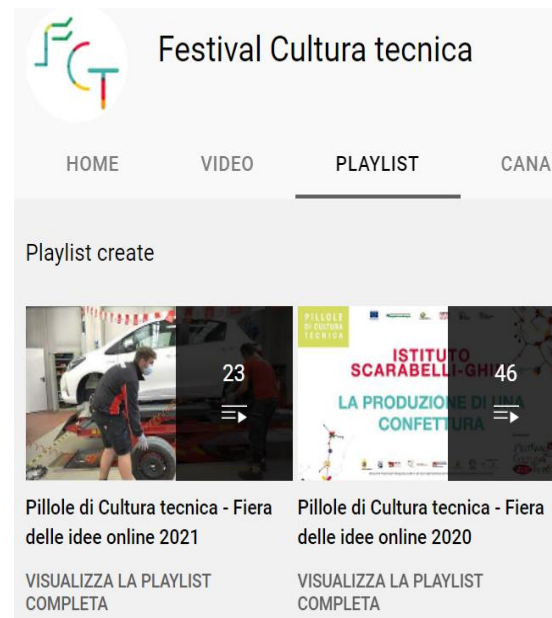 FCT
Festival Cultura tecnica
HOME VIDEO PLAYLIST CANA
Playlist create
23
PILLOLE
DI CULTURA
TECNICA
ISTITUTO
SCARABELLI-GHI
46
LA PRODUZIONE DI UNA
CONFETTURA
Pillole di Cultura tecnica - Fiera
delle idee online 2021
VISUALIZZA LA PLAYLIST
COMPLETA
Pillole di Cultura tecnica - Fiera
delle idee online 2020
VISUALIZZA LA PLAYLIST
COMPLETA